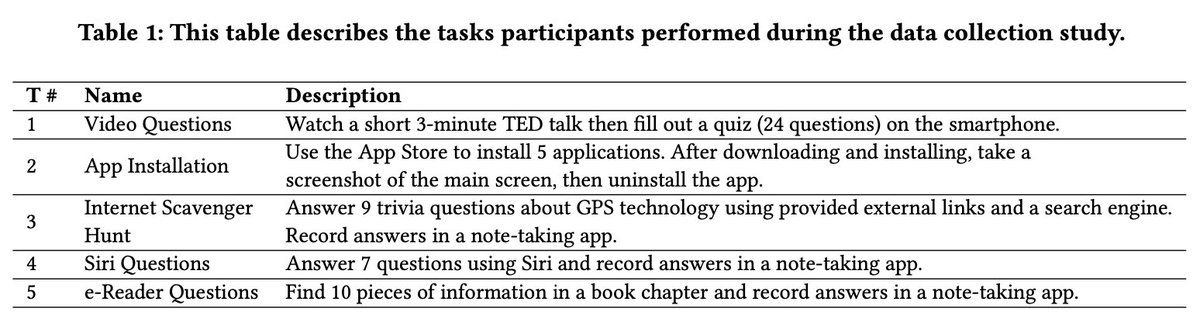 Table 1: This table describes the tasks participants performed during the data collection study.
T # Name Description
1 Video Questions Watch a short 3-minute TED talk then fill out a quiz (24 questions) on the smartphone.
2 App Installation Use the App Store to install 5 applications. After downloading and installing, take a
screenshot of the main screen, then uninstall the app.
3 Internet Scavenger Answer 9 trivia questions about GPS technology using provided external links and a search engine.
Hunt Record answers in a note-taking app.
4 Siri Questions Answer 7 questions using Siri and record answers in a note-taking app.
5 e-Reader Questions Find 10 pieces of information in a book chapter and record answers in a note-taking app.